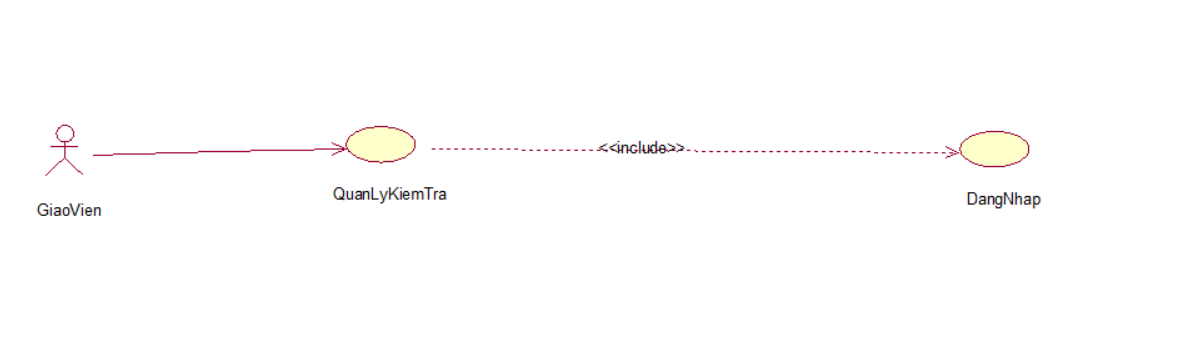 <<include>>
QuanLyKiemTra
DangNhap
GiaoVien